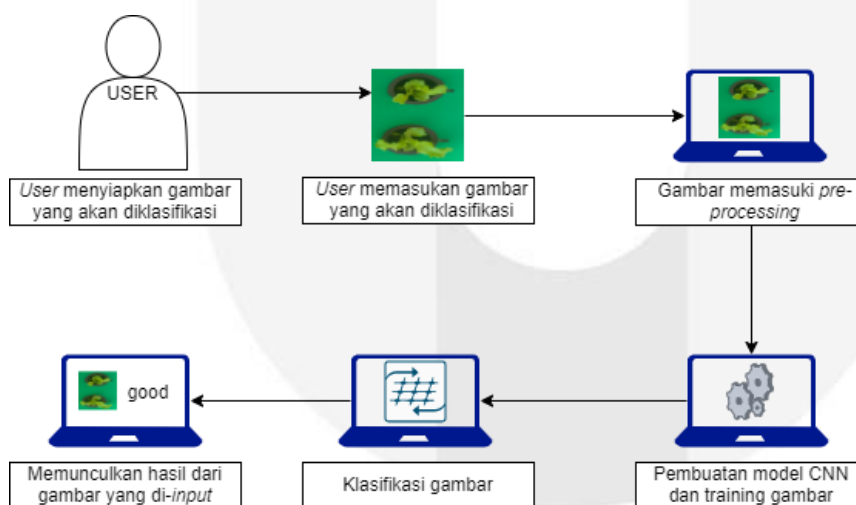 USER
User menyiapkan gambar
yang akan diklasifikasi
User memasukan gambar
yang akan diklasifikasi
Gambar memasuki pre-
processing
good
Memunculkan hasil dari
gambar yang di-input
Klasifikasi gambar
Pembuatan model CNN
dan training gambar